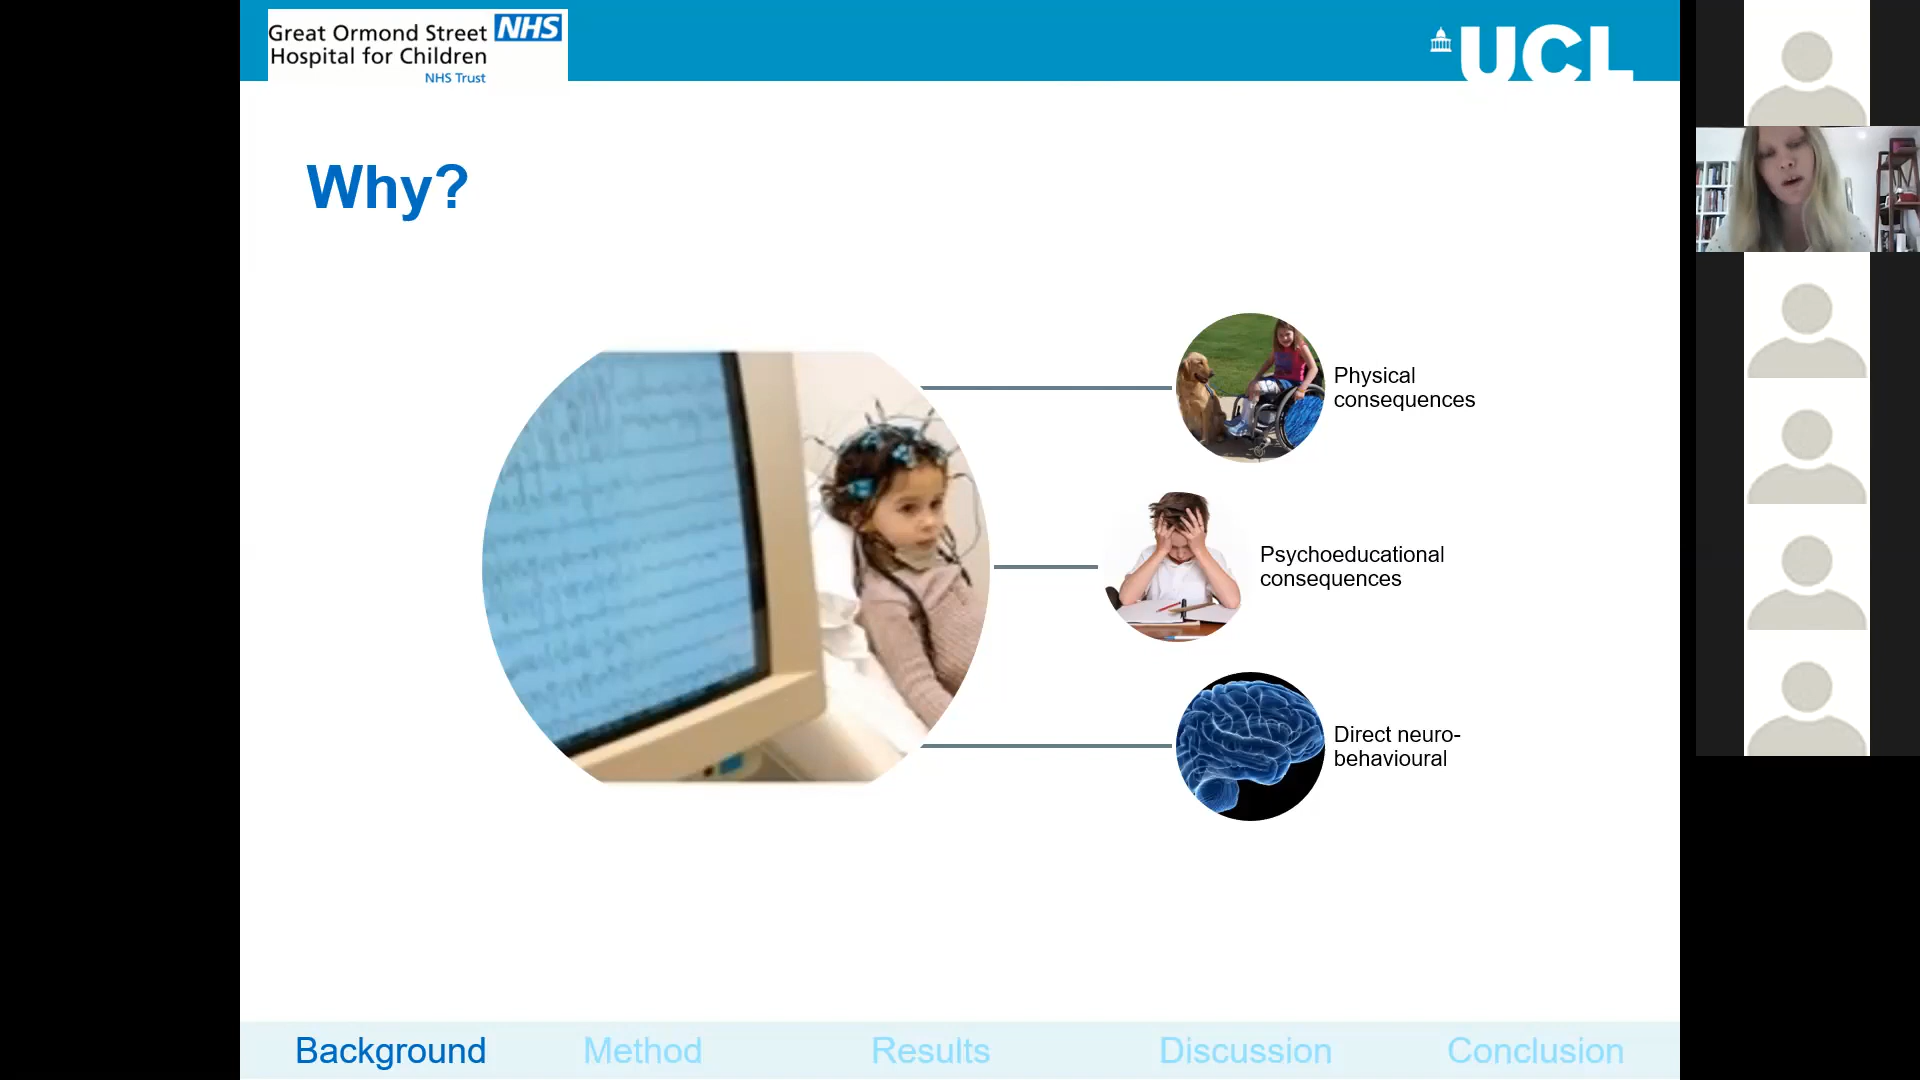 Great Ormond Street NHS
Hospital for Children
NHS Trust
UCL
Why?
Physical
consequences
Psychoeducational
consequences
Direct neuro-
behavioural
Background Method Results Discussion Conclusion